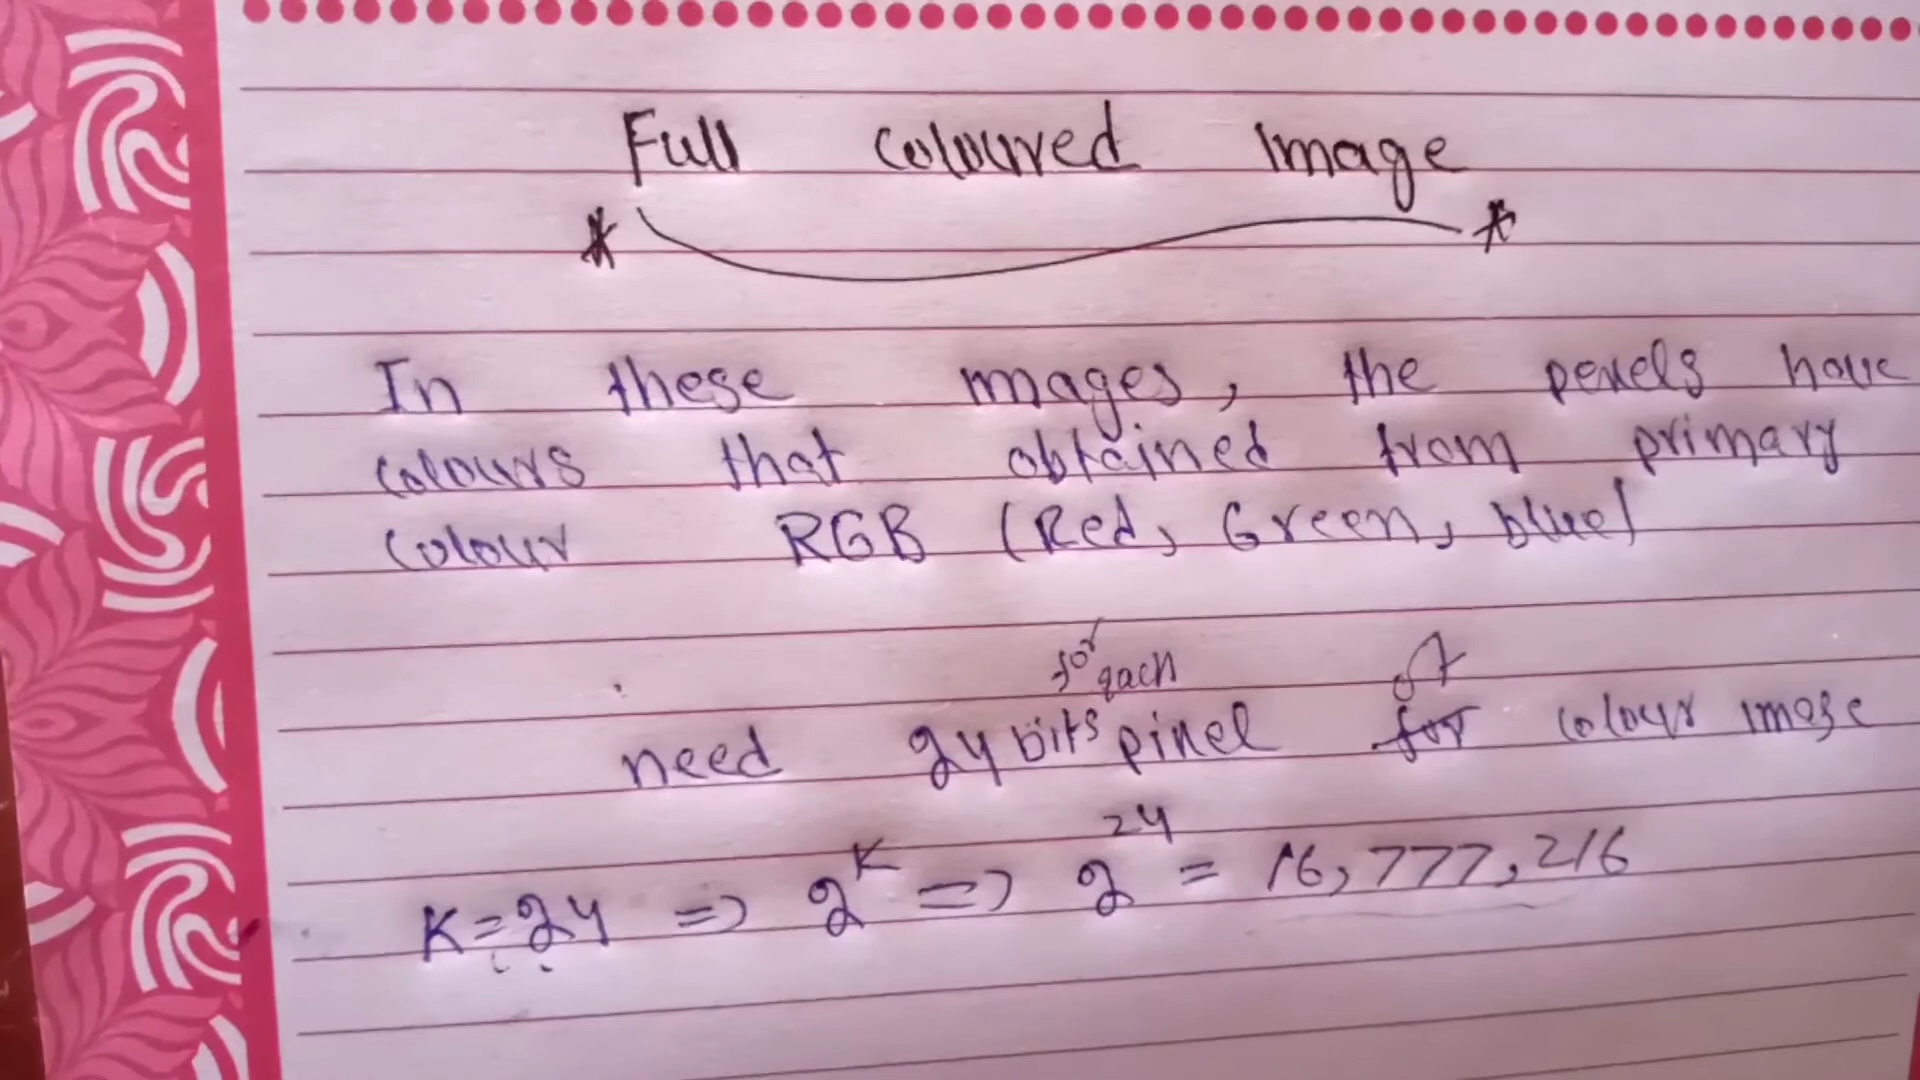 Full coloured Image
In these images, the pexels have
colours that obtained from primary
colour RGB (Red, Green, blue)
for each of
need 24 bits pixel for colour image
K=24 => 2^K => 2^24 = 16,777,216